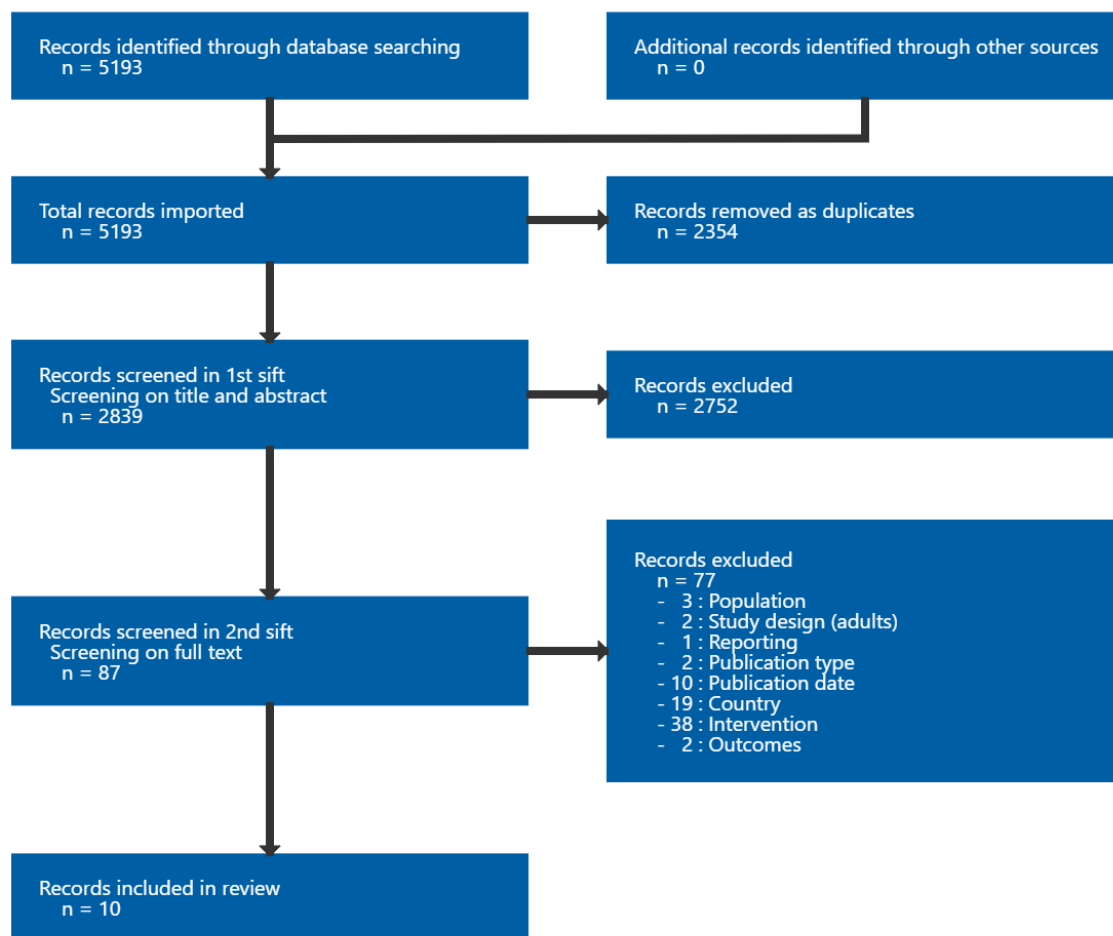 Records identified through database searching
n = 5193
Additional records identified through other sources
n = 0
Total records imported
n = 5193
Records removed as duplicates
n = 2354
Records screened in 1st sift
Screening on title and abstract
n = 2839
Records excluded
n = 2752
Records screened in 2nd sift
Screening on full text
n = 87
Records excluded
n = 77
- 3 : Population
- 2 : Study design (adults)
- 1 : Reporting
- 2 : Publication type
- 10 : Publication date
- 19 : Country
- 38 : Intervention
- 2 : Outcomes
Records included in review
n = 10